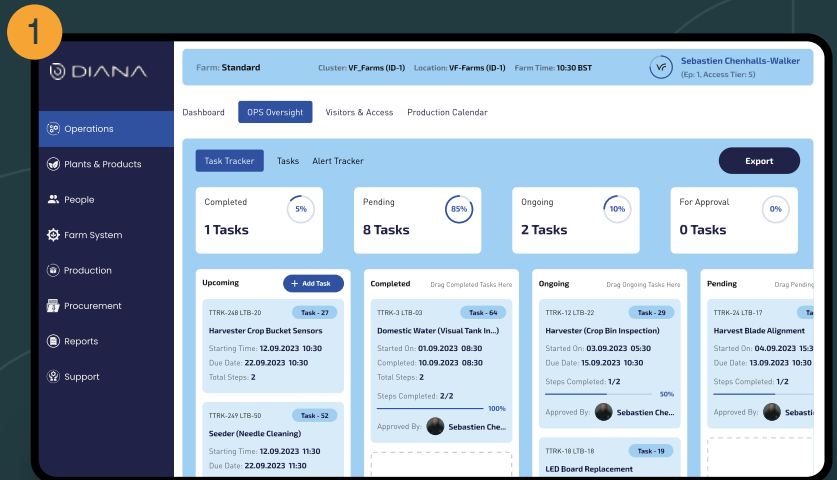 1
DIANA
Farm: Standard
Cluster: VF_Farms (ID-1) Location: VF-Farms (ID-1) Farm Time: 10:30 BST
VF
Sebastien Chenhalls-Walker
(Ep: 1, Access Tier: 5)
Dashboard OPS Oversight Visitors & Access Production Calendar
Operations
Plants & Products
People
Farm System
Production
Procurement
Reports
Support
Task Tracker Tasks Alert Tracker
Export
Completed
5%
1 Tasks
Pending
85%
8 Tasks
Ongoing
10%
2 Tasks
For Approval
0%
0 Tasks
Upcoming
+ Add Task
TTRK-248 LTB-20 Task - 27
Harvester Crop Bucket Sensors
Starting Time: 12.09.2023 10:30
Due Date: 22.09.2023 10:30
Total Steps: 2
TTRK-249 LTB-50 Task - 52
Seeder (Needle Cleaning)
Starting Time: 12.09.2023 11:30
Due Date: 22.09.2023 11:30
Completed Drag Completed Tasks Here
TTRK-3 LTB-03 Task - 64
Domestic Water (Visual Tank In...)
Started On: 01.09.2023 08:30
Completed: 10.09.2023 08:30
Total Steps: 2
Steps Completed: 2/2
100%
Approved By: Sebastien Che...
Ongoing Drag Ongoing Tasks Here
TTRK-12 LTB-22 Task - 29
Harvester (Crop Bin Inspection)
Started On: 03.09.2023 05:30
Due Date: 15.09.2023 10:30
Steps Completed: 1/2
50%
Approved By: Sebastien Che...
TTRK-18 LTB-18 Task - 19
LED Board Replacement
Pending Drag Pending
TTRK-24 LTB-17 Ta
Harvest Blade Alignment
Started On: 04.09.2023 15:3
Due Date: 13.09.2023 10:30
Steps Completed: 1/2
Approved By: Sebasti